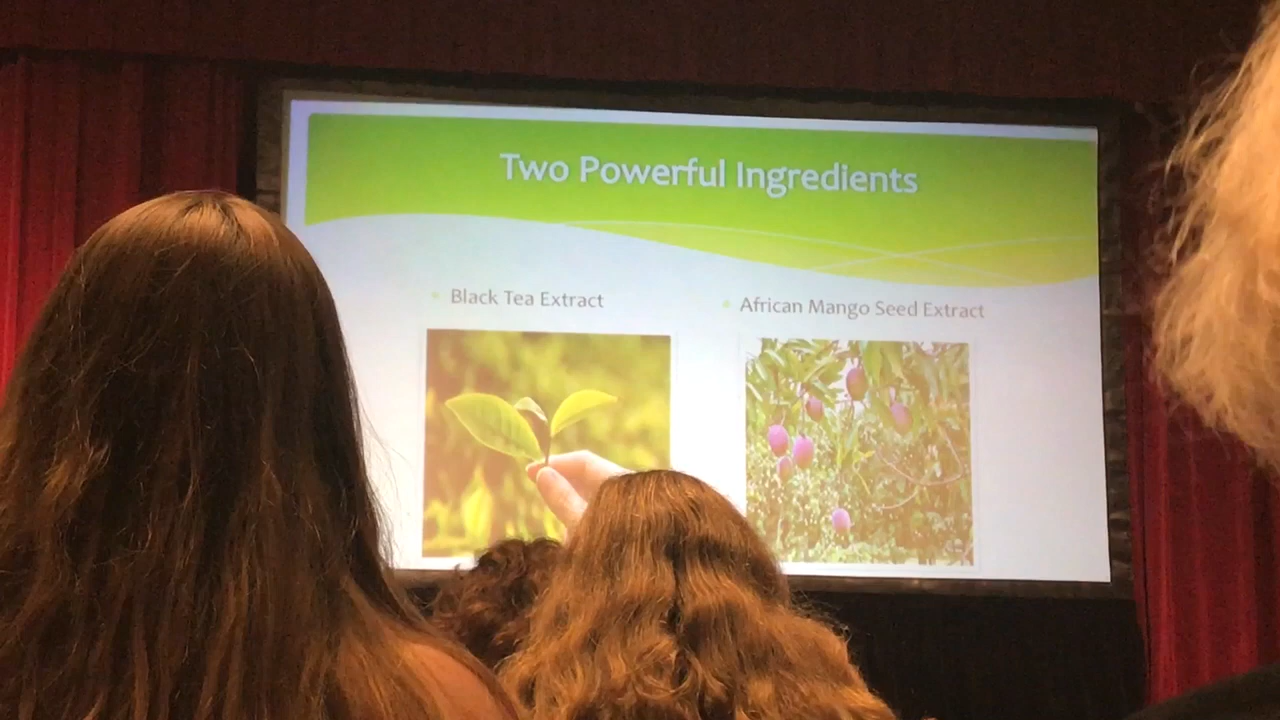 Two Powerful Ingredients
Black Tea Extract
African Mango Seed Extract